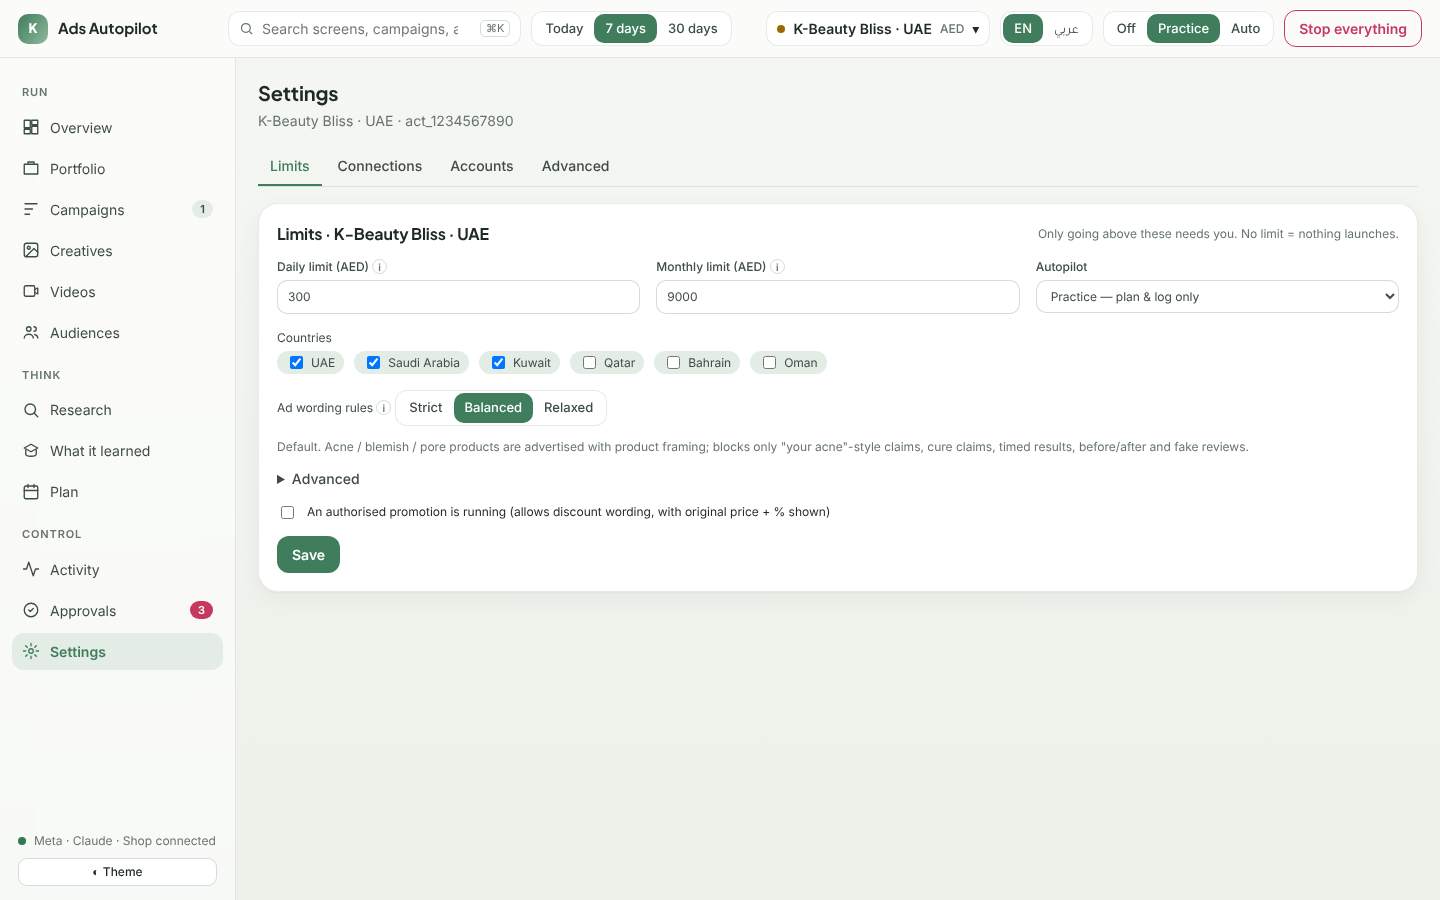 K Ads Autopilot
Search screens, campaigns, a ⌘K
Today 7 days 30 days
K-Beauty Bliss · UAE AED ▾
EN عربي
Off Practice Auto
Stop everything
RUN
Overview
Portfolio
Campaigns 1
Creatives
Videos
Audiences
THINK
Research
What it learned
Plan
CONTROL
Activity
Approvals 3
Settings
Meta · Claude · Shop connected
Theme
Settings
K-Beauty Bliss · UAE · act_1234567890
Limits Connections Accounts Advanced
Limits · K-Beauty Bliss · UAE
Only going above these needs you. No limit = nothing launches.
Daily limit (AED) i Monthly limit (AED) i Autopilot
300 9000 Practice — plan & log only
Countries
UAE Saudi Arabia Kuwait Qatar Bahrain Oman
Ad wording rules i Strict Balanced Relaxed
Default. Acne / blemish / pore products are advertised with product framing; blocks only "your acne"-style claims, cure claims, timed results, before/after and fake reviews.
▶ Advanced
An authorised promotion is running (allows discount wording, with original price + % shown)
Save